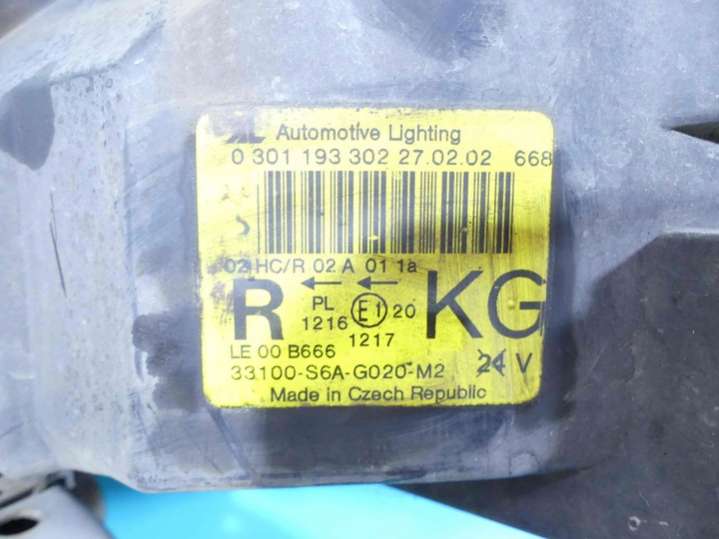 AL Automotive Lighting
0 301 193 302 27.02.02 668
02 HC/R 02 A 01 1a
R PL E1 20 KG
1216
1217
LE 00 B666
33100-S6A-G020-M2 24 V
Made in Czech Republic